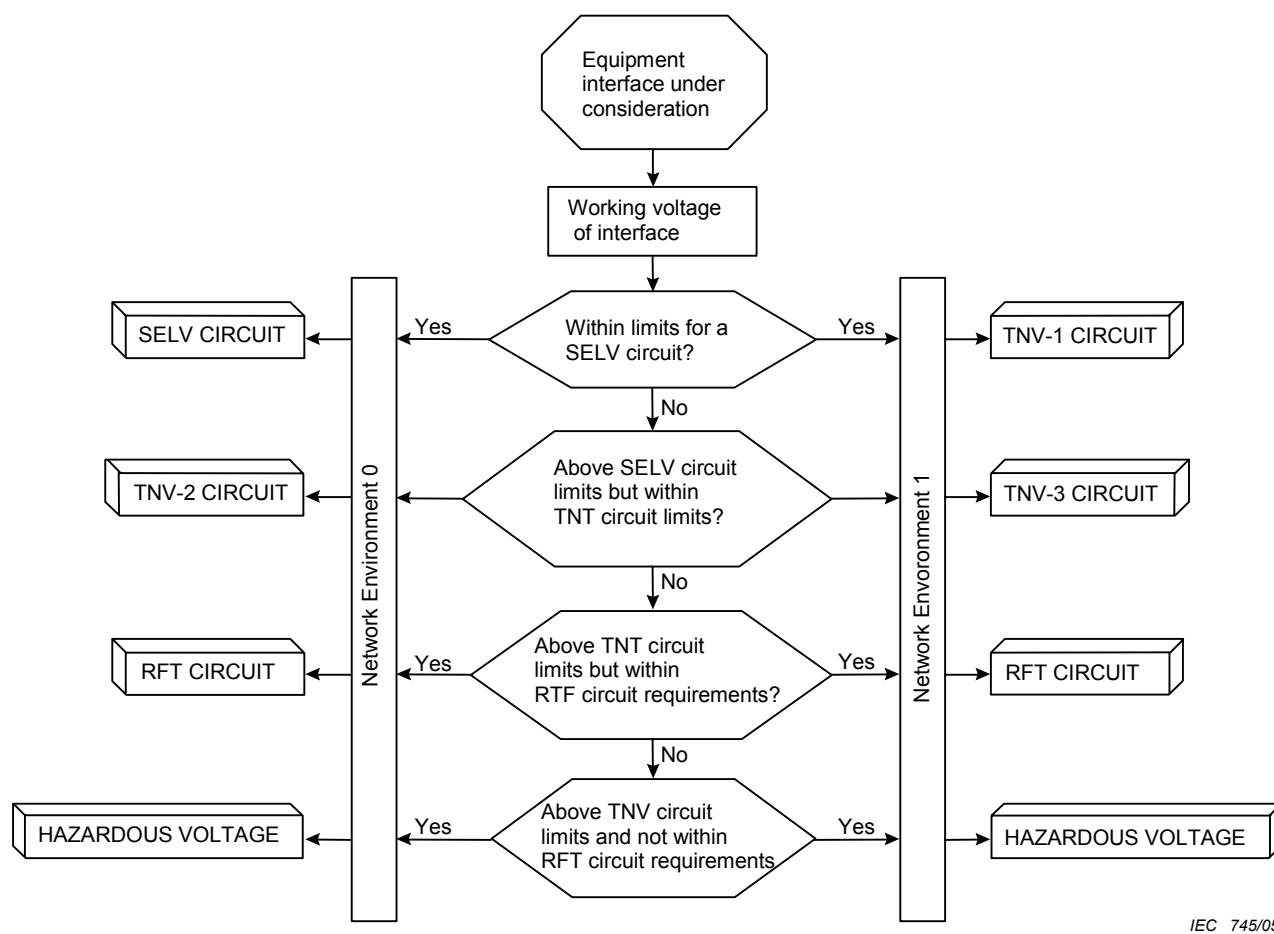 Equipment
interface under
consideration
Working voltage
of interface
SELV CIRCUIT
Yes
Within limits for a
SELV circuit?
Yes
TNV-1 CIRCUIT
No
TNV-2 CIRCUIT
Above SELV circuit
limits but within
TNT circuit limits?
TNV-3 CIRCUIT
Network Environment 0
Network Envoronment 1
No
RFT CIRCUIT
Yes
Above TNT circuit
limits but within
RTF circuit requirements?
Yes
RFT CIRCUIT
No
HAZARDOUS VOLTAGE
Yes
Above TNV circuit
limits and not within
RFT circuit requirements
Yes
HAZARDOUS VOLTAGE
IEC 745/05